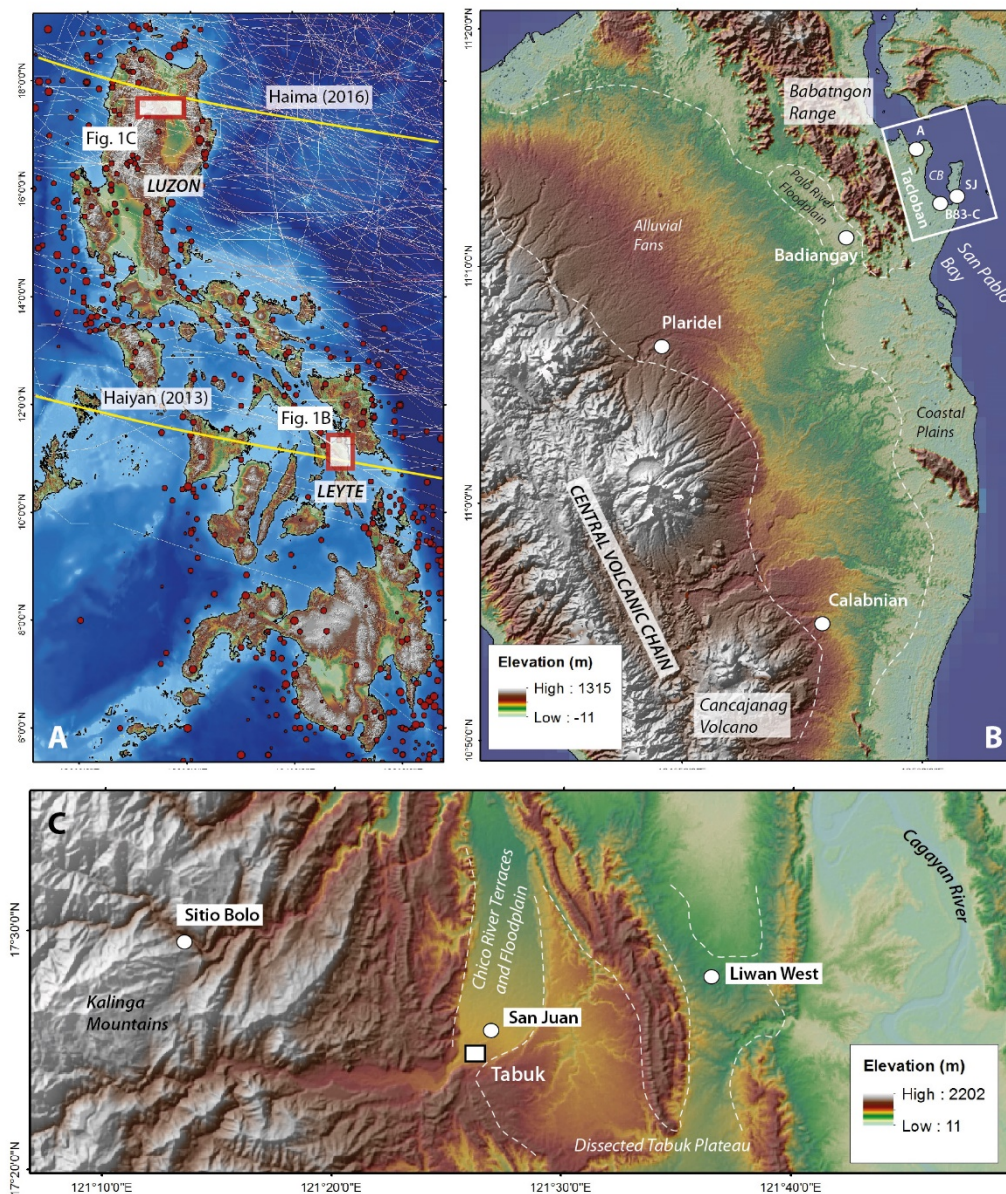 18°0'0"N
16°0'0"N
14°0'0"N
12°0'0"N
10°0'0"N
8°0'0"N
6°0'0"N
Haima (2016)
Fig. 1C
LUZON
Haiyan (2013)
Fig. 1B
LEYTE
A
11°20'0"N
11°10'0"N
11°0'0"N
10°50'0"N
Babatngon
Range
A
CB
SJ
B83-C
Tacloban
Palo River
Floodplain
Badiangay
San Pablo
Bay
Alluvial
Fans
Plaridel
Coastal
Plains
CENTRAL VOLCANIC CHAIN
Calabnian
Cancajanag
Volcano
Elevation (m)
High : 1315
Low : -11
B
C
17°30'0"N
17°20'0"N
Sitio Bolo
Kalinga
Mountains
Chico River Terraces
and Floodplain
San Juan
Tabuk
Liwan West
Cagayan River
Dissected Tabuk Plateau
Elevation (m)
High : 2202
Low : 11
121°10'0"E
121°20'0"E
121°30'0"E
121°40'0"E